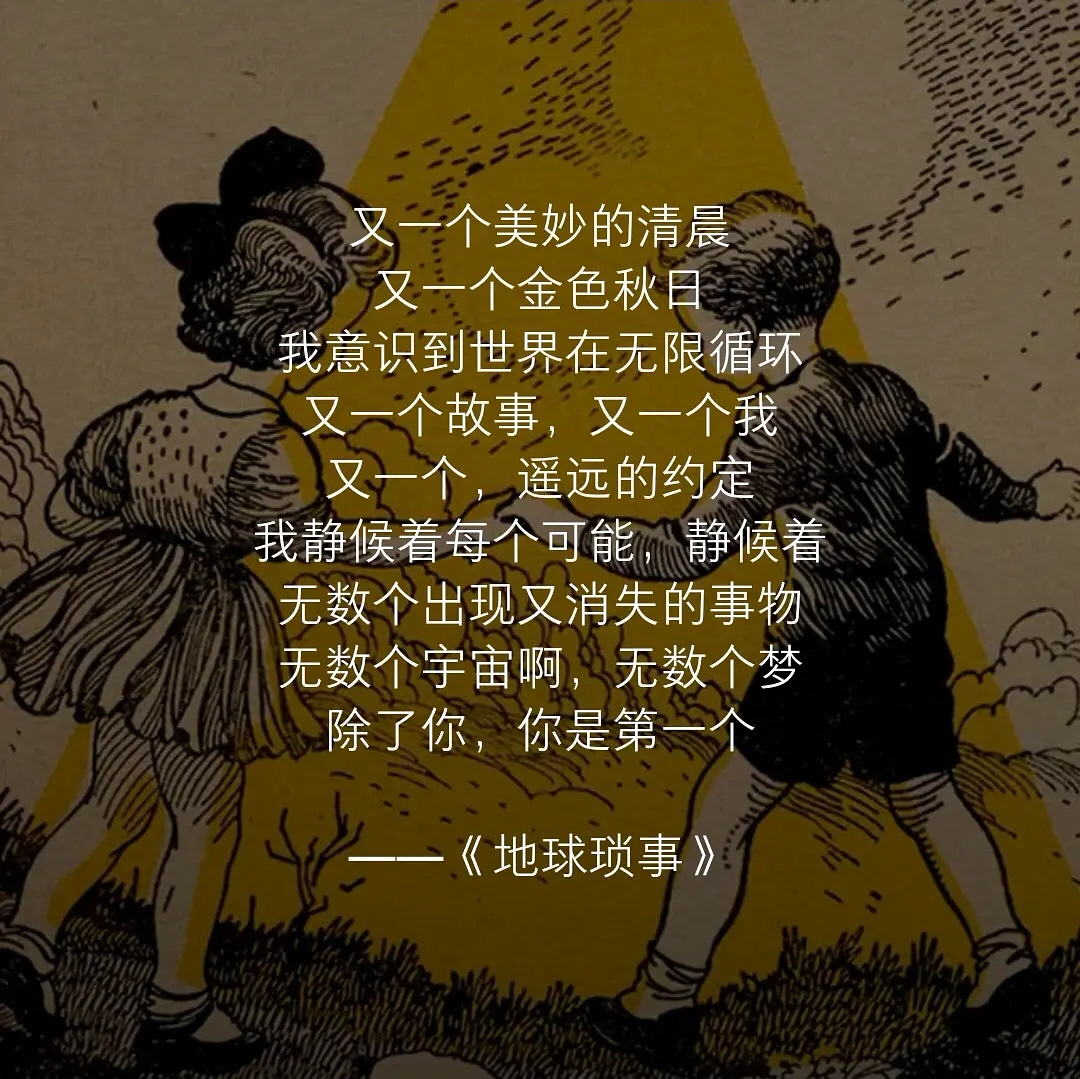 又一个美妙的清晨
又一个金色秋日
我意识到世界在无限循环
又一个故事，又一个我
又一个，遥远的约定
我静候着每个可能，静候着
无数个出现又消失的事物
无数个宇宙啊，无数个梦
除了你，你是第一个
——《地球琐事》